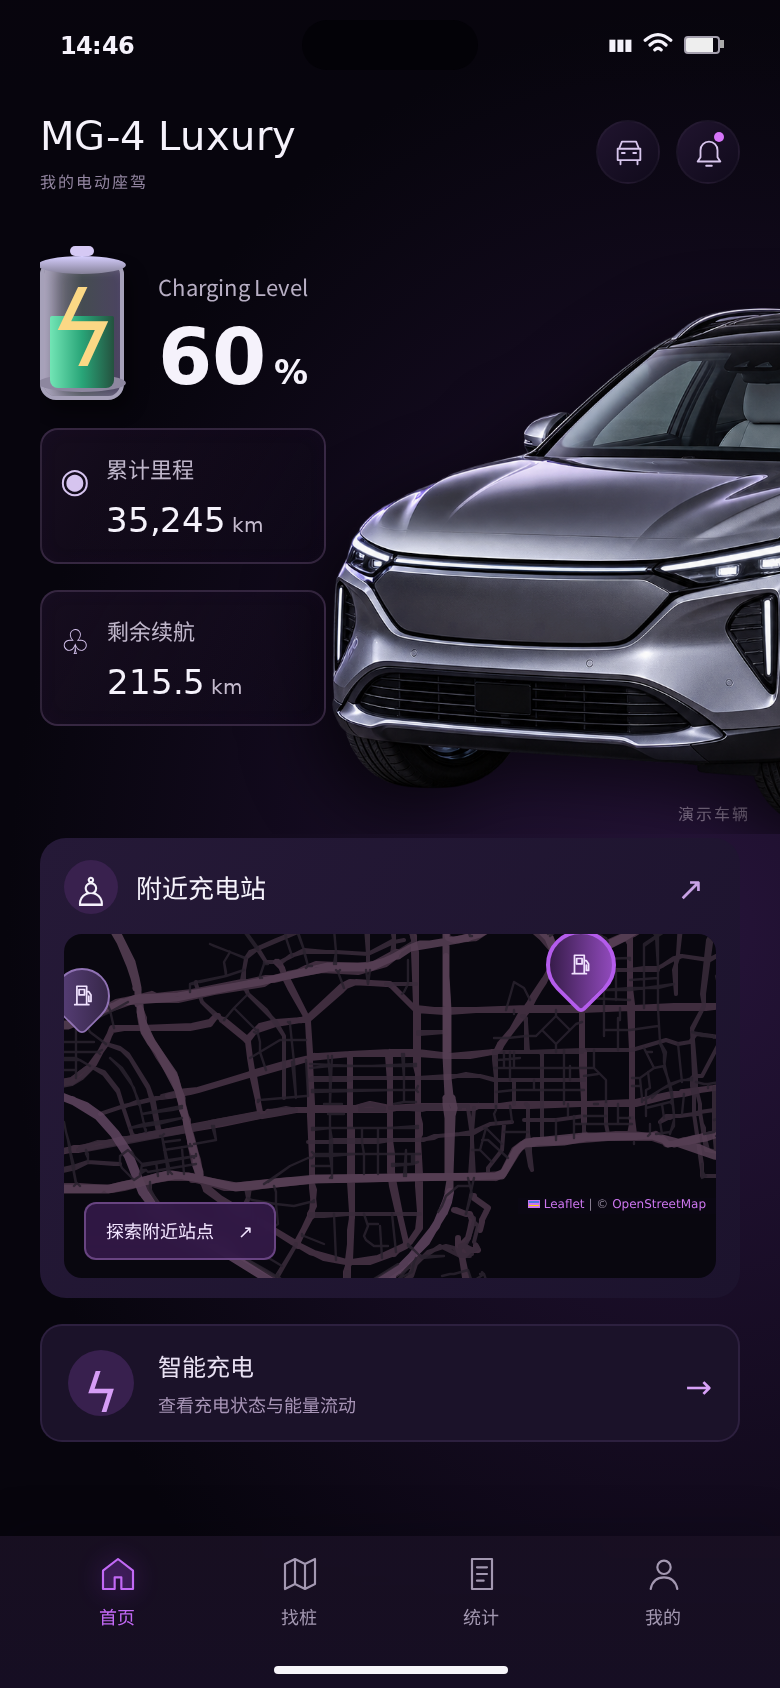 14:46
MG-4 Luxury
我的电动座驾
Charging Level
60 %
累计里程
35,245 km
剩余续航
215.5 km
演示车辆
附近充电站
Leaflet | © OpenStreetMap
探索附近站点
智能充电
查看充电状态与能量流动
首页
找桩
统计
我的